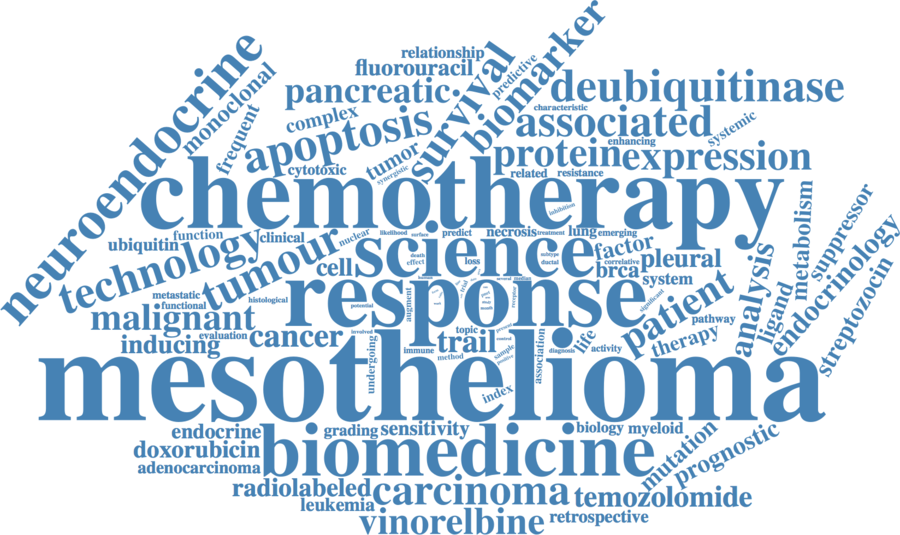 relationship
fluorouracil
predictive
survival
biomarker
neuroendocrine
monoclonal
frequent
pancreatic
complex
apoptosis
cytotoxic
tumor
synergistic
deubiquitinase
characteristic
associated
systemic
enhancing
protein
expression
related
resistance
chemotherapy
inhibition
ubiquitin
function
technology
clinical
tumour
nuclear
likelihood
surface
predict
necrosis
treatment
lung
emerging
science
death
effect
loss
subtype
ductal
factor
correlative
brca
pleural
system
cell
response
metabolism
suppressor
endocrinology
analysis
ligand
streptozocin
patient
significant
pathway
therapy
metastatic
functional
histological
malignant
evaluation
inducing
cancer
potential
augment
involved
undergoing
immune
topic
trail
method
sample
present
control
association
diagnosis
life
activity
index
mesothelioma
endocrine
grading
sensitivity
biology
myeloid
doxorubicin
adenocarcinoma
biomedicine
mutation
prognostic
radiolabeled
leukemia
carcinoma
temozolomide
vinorelbine
retrospective